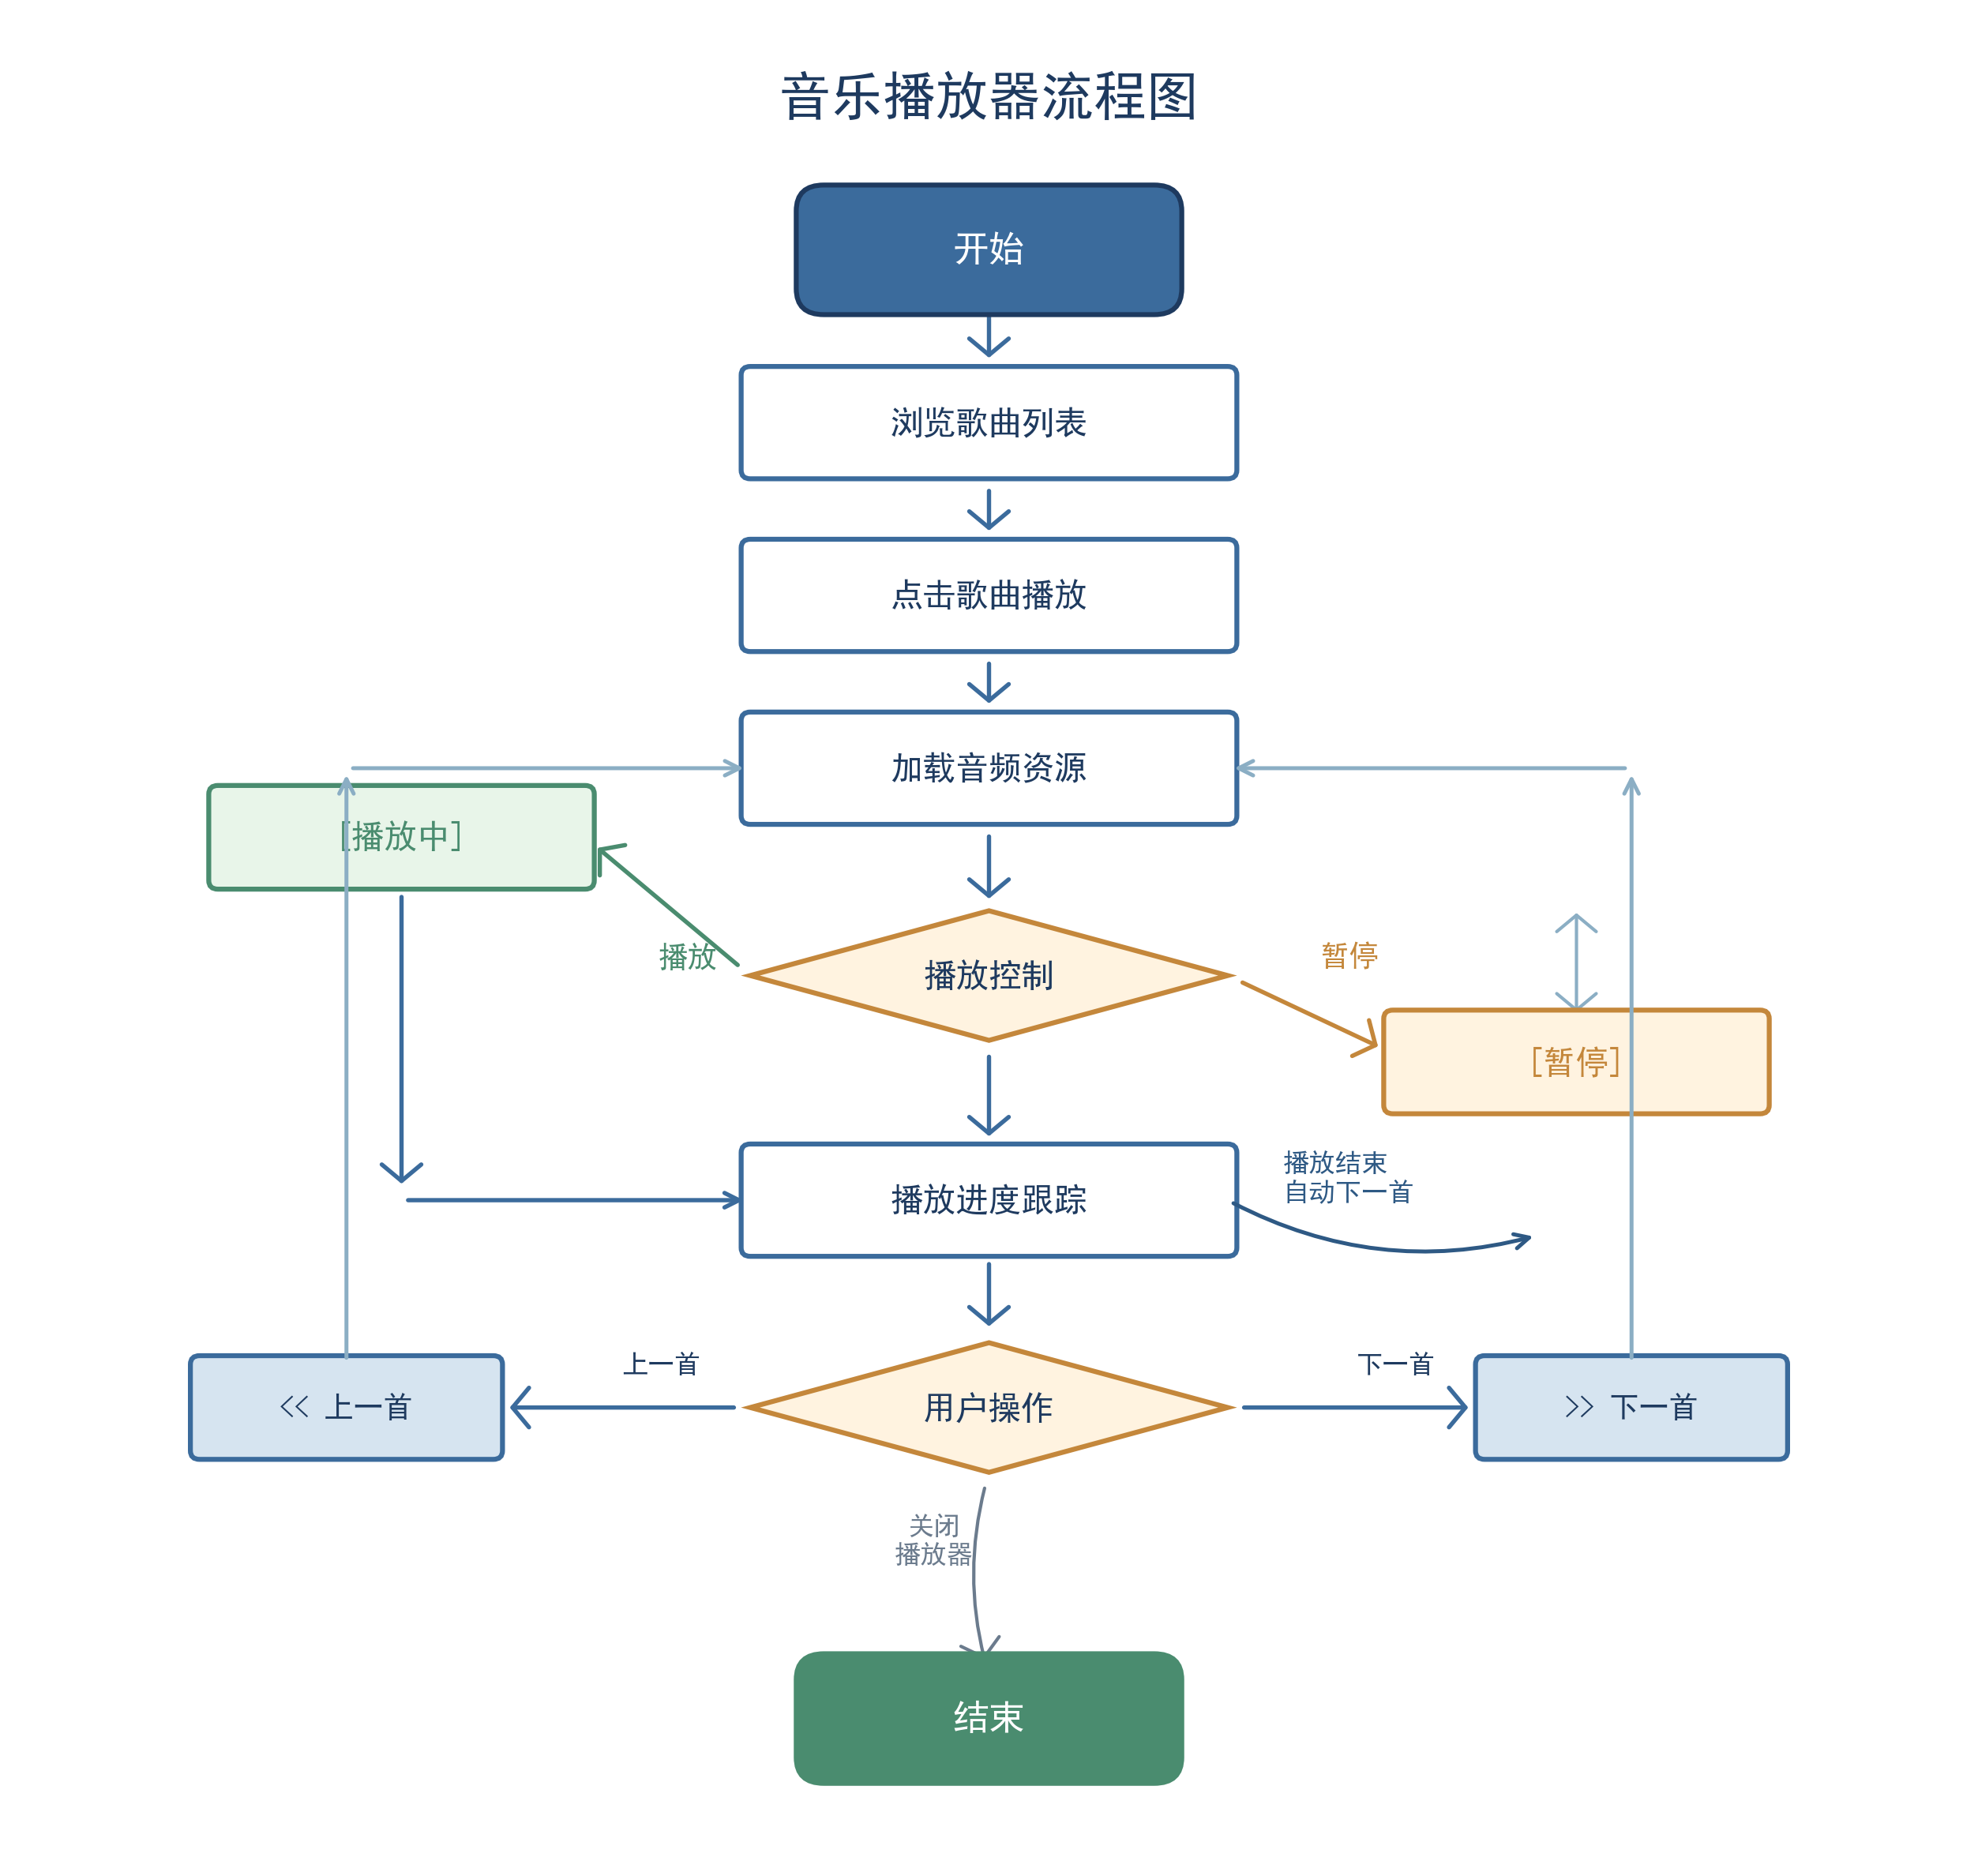 音乐播放器流程图
开始
浏览歌曲列表
点击歌曲播放
加载音频资源
[播放中]
播放
播放控制
暂停
[暂停]
播放进度跟踪
播放结束
自动下一首
上一首
下一首
<< 上一首
用户操作
>> 下一首
关闭
播放器
结束